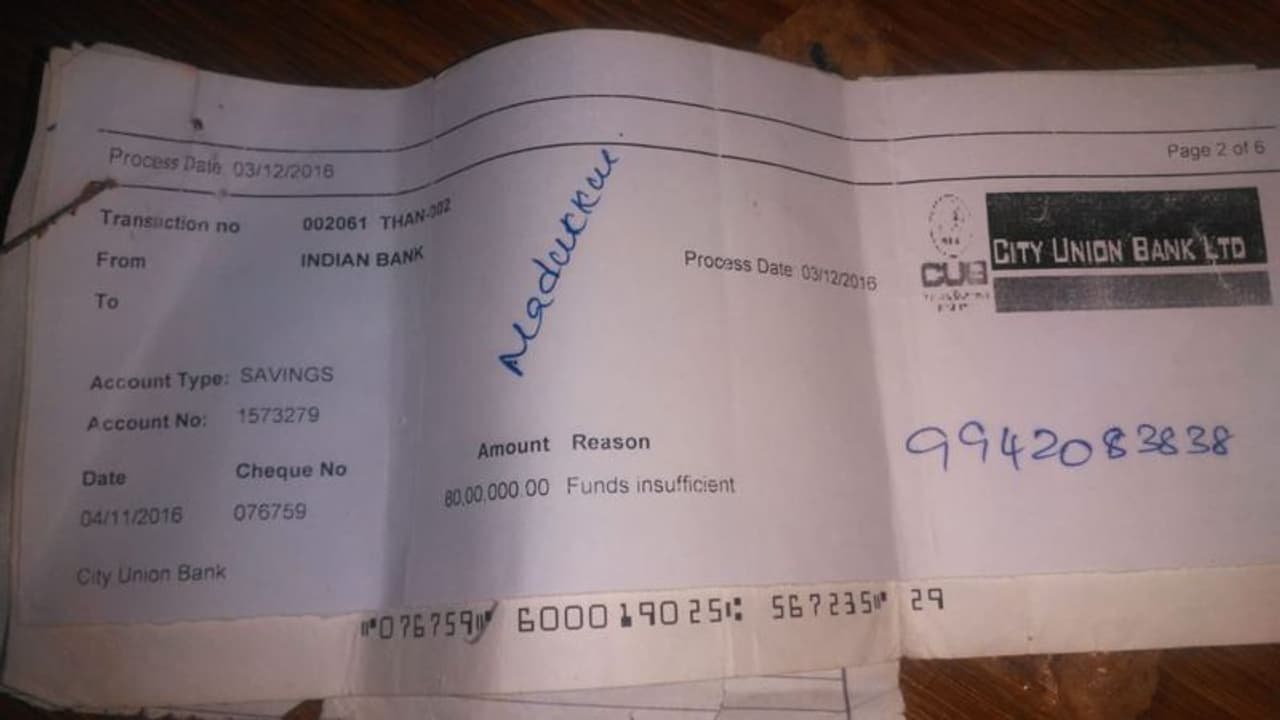 Process Date 03/12/2016
Page 2 of 6
Transaction no 002061 THAN-002
From INDIAN BANK
To
Process Date 03/12/2016
CUB
CITY UNION BANK LTD
Account Type: SAVINGS
Account No: 1573279
Amount Reason
9942083838
Date Cheque No
80,00,000.00 Funds insufficient
04/11/2016 076759
City Union Bank
⑈076759⑈ 600019025⑆ 567235⑈ 29